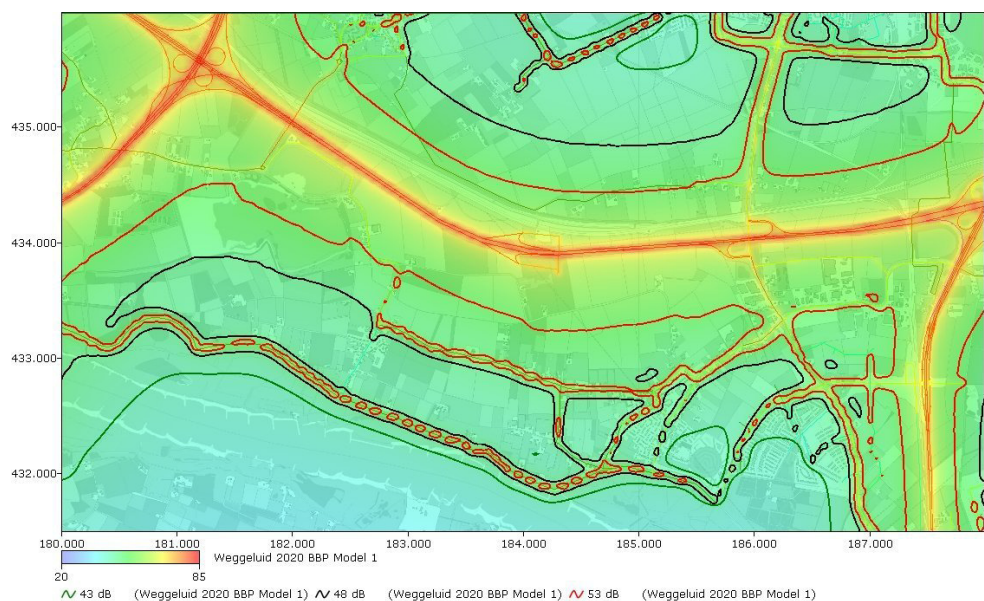 435.000
434.000
433.000
432.000
180.000 181.000 182.000 183.000 184.000 185.000 186.000 187.000
Weggeluid 2020 BBP Model 1
20 85
43 dB (Weggeluid 2020 BBP Model 1) 48 dB (Weggeluid 2020 BBP Model 1) 53 dB (Weggeluid 2020 BBP Model 1)